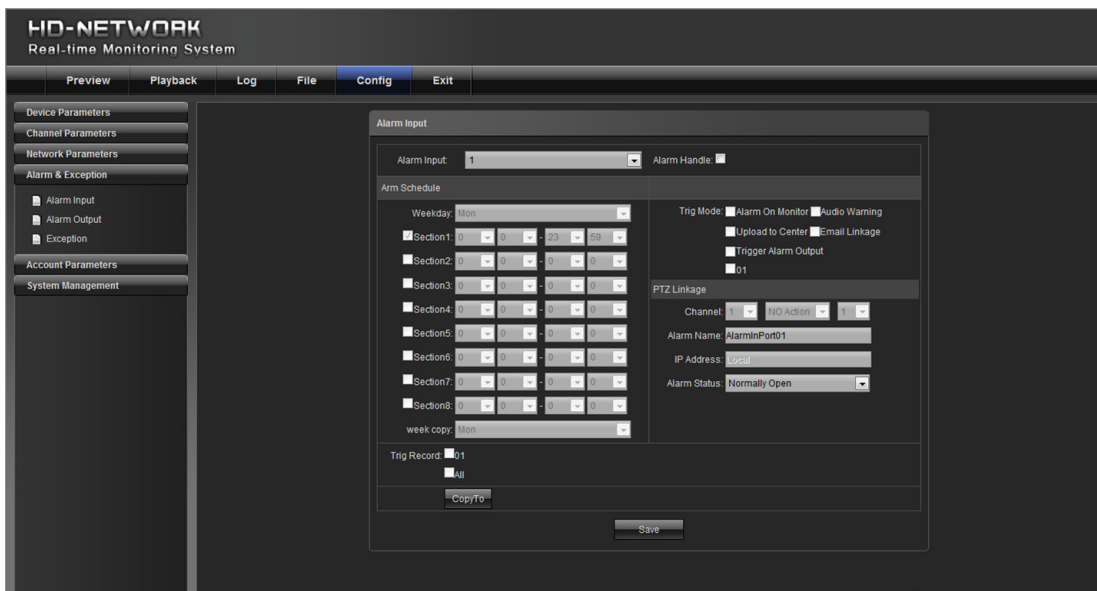 HD-NETWORK
Real-time Monitoring System
Preview Playback Log File Config Exit
Device Parameters
Channel Parameters
Network Parameters
Alarm & Exception
Alarm Input
Alarm Output
Exception
Account Parameters
System Management
Alarm Input
Alarm Input: 1 Alarm Handle:
Arm Schedule
Weekday: Mon
Section1: 0 0 - 23 59
Section2: 0 0 - 0 0
Section3: 0 0 - 0 0
Section4: 0 0 - 0 0
Section5: 0 0 - 0 0
Section6: 0 0 - 0 0
Section7: 0 0 - 0 0
Section8: 0 0 - 0 0
week copy: Mon
Trig Mode: Alarm On Monitor Audio Warning
Upload to Center Email Linkage
Trigger Alarm Output
01
PTZ Linkage
Channel: 1 NO Action 1
Alarm Name: AlarmInPort01
IP Address: Local
Alarm Status: Normally Open
Trig Record: 01
All
CopyTo
Save